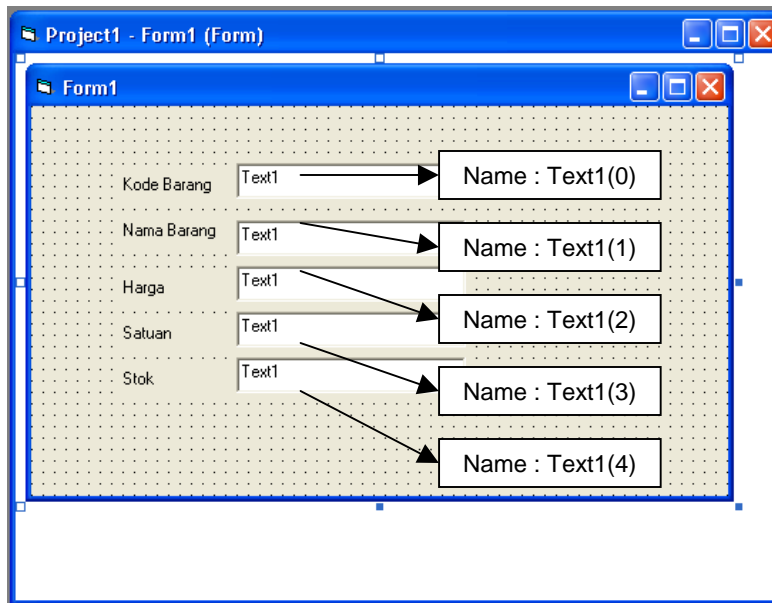 Project1 - Form1 (Form)
Form1
Kode Barang Text1 Name : Text1(0)
Nama Barang Text1 Name : Text1(1)
Harga Text1 Name : Text1(2)
Satuan Text1 Name : Text1(3)
Stok Text1 Name : Text1(4)